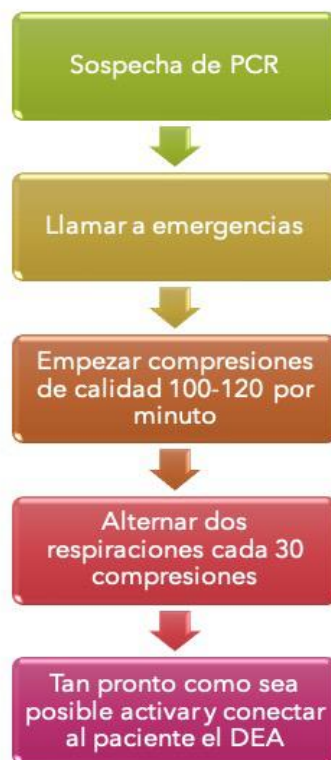 Sospecha de PCR
Llamar a emergencias
Empezar compresiones
de calidad 100-120 por
minuto
Alternar dos
respiraciones cada 30
compresiones
Tan pronto como sea
posible activar y conectar
al paciente el DEA